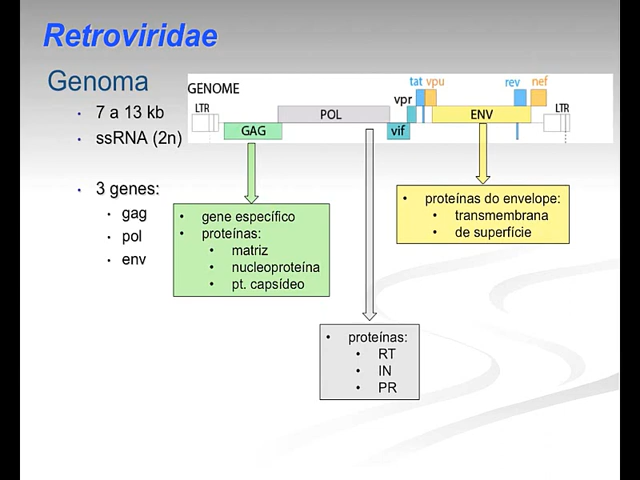 Retroviridae
Genoma
• 7 a 13 kb
• ssRNA (2n)
• 3 genes:
• gag
• pol
• env
GENOME
LTR
GAG
POL
vif
vpr
tat
vpu
ENV
rev
nef
LTR
• gene específico
• proteínas:
• matriz
• nucleoproteína
• pt. capsídeo
• proteínas:
• RT
• IN
• PR
• proteínas do envelope:
• transmembrana
• de superfície